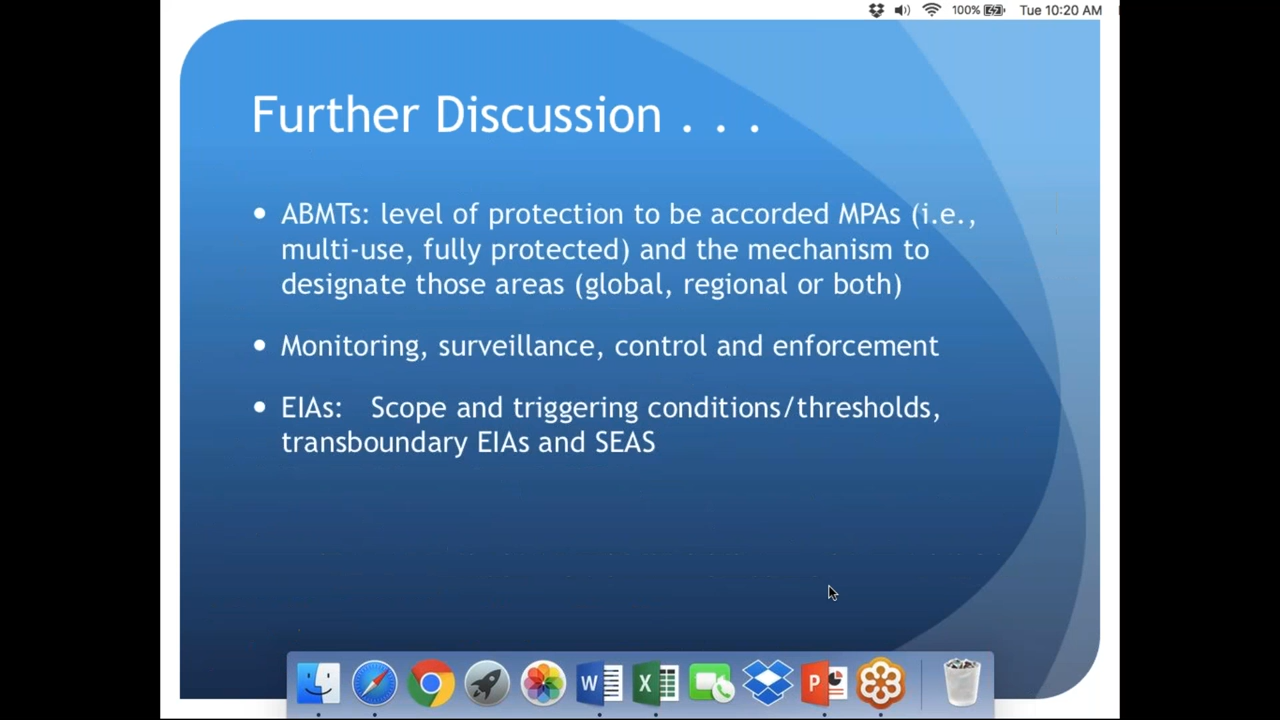 100% Tue 10:20 AM
Further Discussion . . .
• ABMTs: level of protection to be accorded MPAs (i.e.,
multi-use, fully protected) and the mechanism to
designate those areas (global, regional or both)
• Monitoring, surveillance, control and enforcement
• EIAs: Scope and triggering conditions/thresholds,
transboundary EIAs and SEAS
W X P